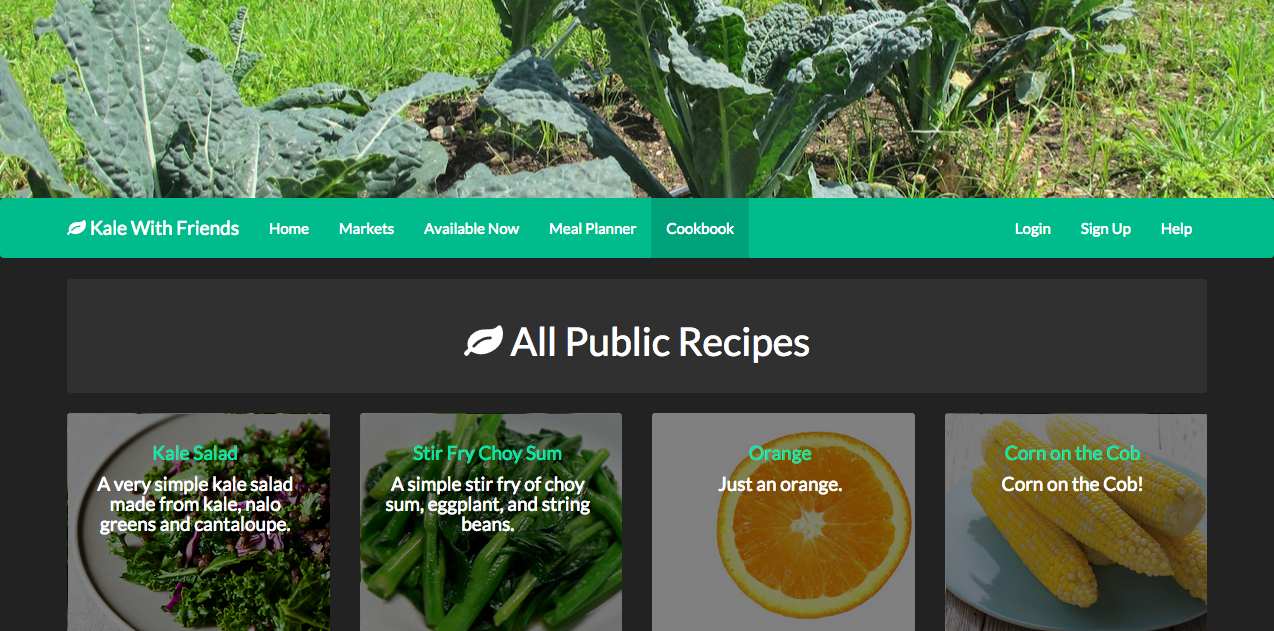 Kale With Friends Home Markets Available Now Meal Planner Cookbook Login Sign Up Help
All Public Recipes
Kale Salad
A very simple kale salad
made from kale, nalo
greens and cantaloupe.
Stir Fry Choy Sum
A simple stir fry of choy
sum, eggplant, and string
beans.
Orange
Just an orange.
Corn on the Cob
Corn on the Cob!